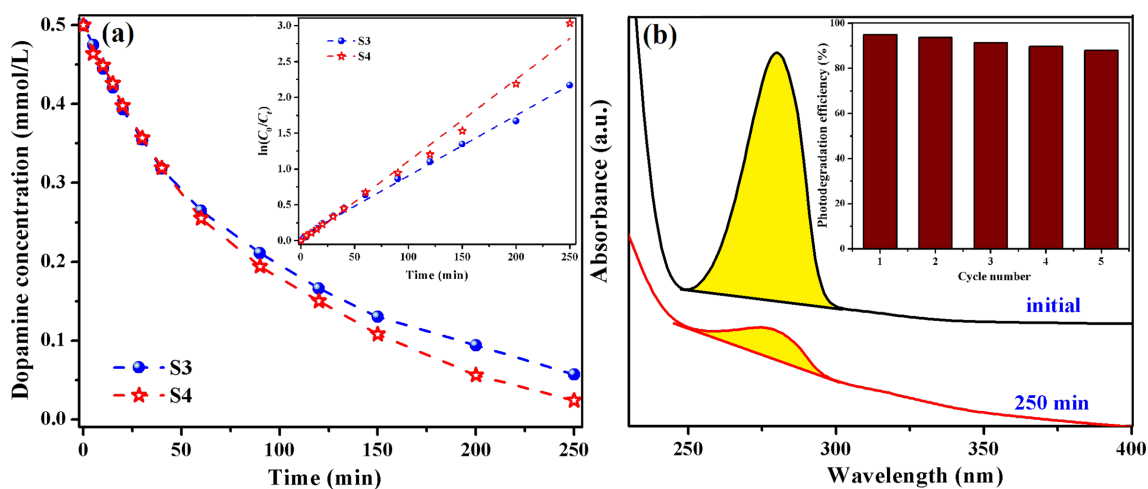 (a)
Dopamine concentration (mmol/L)
0.5
0.4
0.3
0.2
0.1
0.0
0
50
100
150
200
250
Time (min)
S3
S4
ln(C0/Ct)
3.0
2.5
2.0
1.5
1.0
0.5
0.0
0
50
100
150
200
250
Time (min)
S3
S4
(b)
Absorbance (a.u.)
250
300
350
400
Wavelength (nm)
initial
250 min
Photodegradation efficiency (%)
100
80
60
40
20
0
1
2
3
4
5
Cycle number